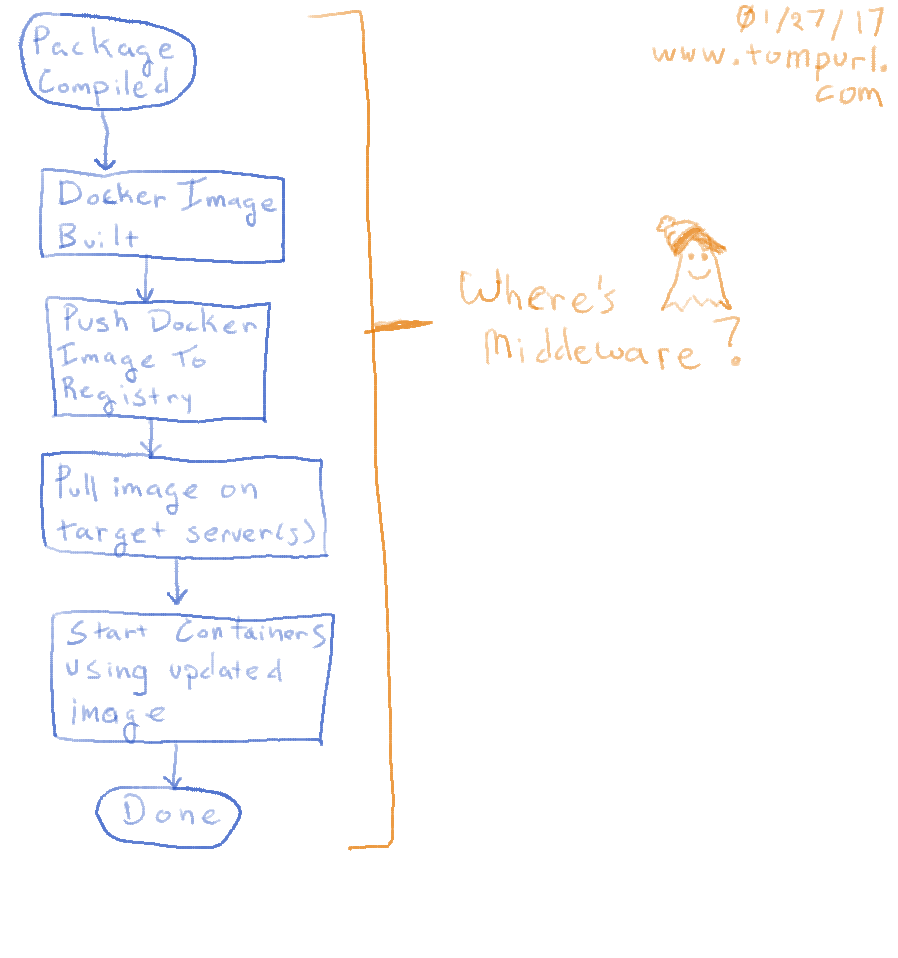 Package
Compiled
Docker Image
Built
Push Docker
Image To
Registry
Pull image on
target server(s)
Start Containers
using updated
image
Done
01/27/17
www.tompurl.
com
Where's
Middleware?